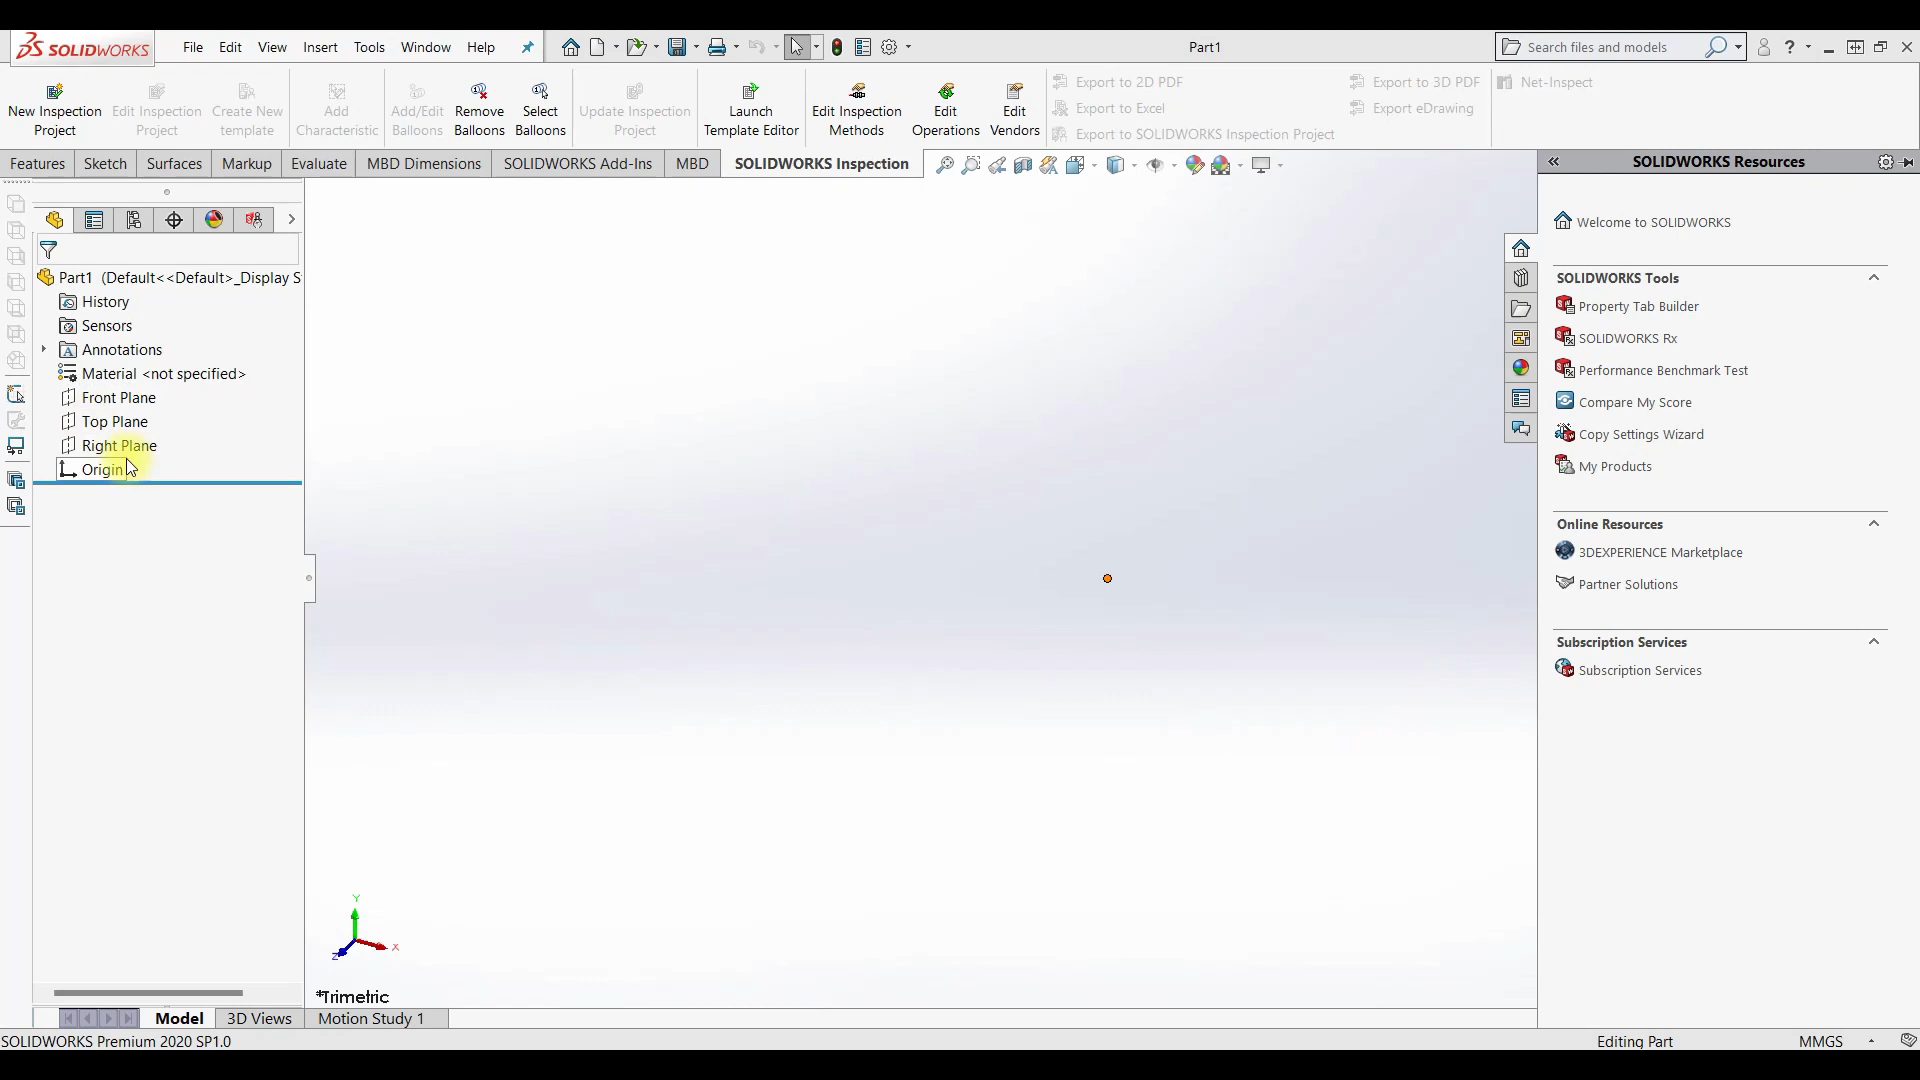 SOLIDWORKS File Edit View Insert Tools Window Help Part1 Search files and models ?
New Inspection Project
Edit Inspection Project
Create New template
Add Characteristic
Add/Edit Balloons
Remove Balloons
Select Balloons
Update Inspection Project
Launch Template Editor
Edit Inspection Methods
Edit Operations
Edit Vendors
Export to 2D PDF
Export to Excel
Export to SOLIDWORKS Inspection Project
Export to 3D PDF
Export eDrawing
Net-Inspect
Features Sketch Surfaces Markup Evaluate MBD Dimensions SOLIDWORKS Add-Ins MBD SOLIDWORKS Inspection
Part1 (Default<<Default>_Display S
History
Sensors
Annotations
Material <not specified>
Front Plane
Top Plane
Right Plane
Origin
Y
X
Z
*Trimetric
SOLIDWORKS Resources
Welcome to SOLIDWORKS
SOLIDWORKS Tools
Property Tab Builder
SOLIDWORKS Rx
Performance Benchmark Test
Compare My Score
Copy Settings Wizard
My Products
Online Resources
3DEXPERIENCE Marketplace
Partner Solutions
Subscription Services
Subscription Services
Model 3D Views Motion Study 1
SOLIDWORKS Premium 2020 SP1.0 Editing Part MMGS